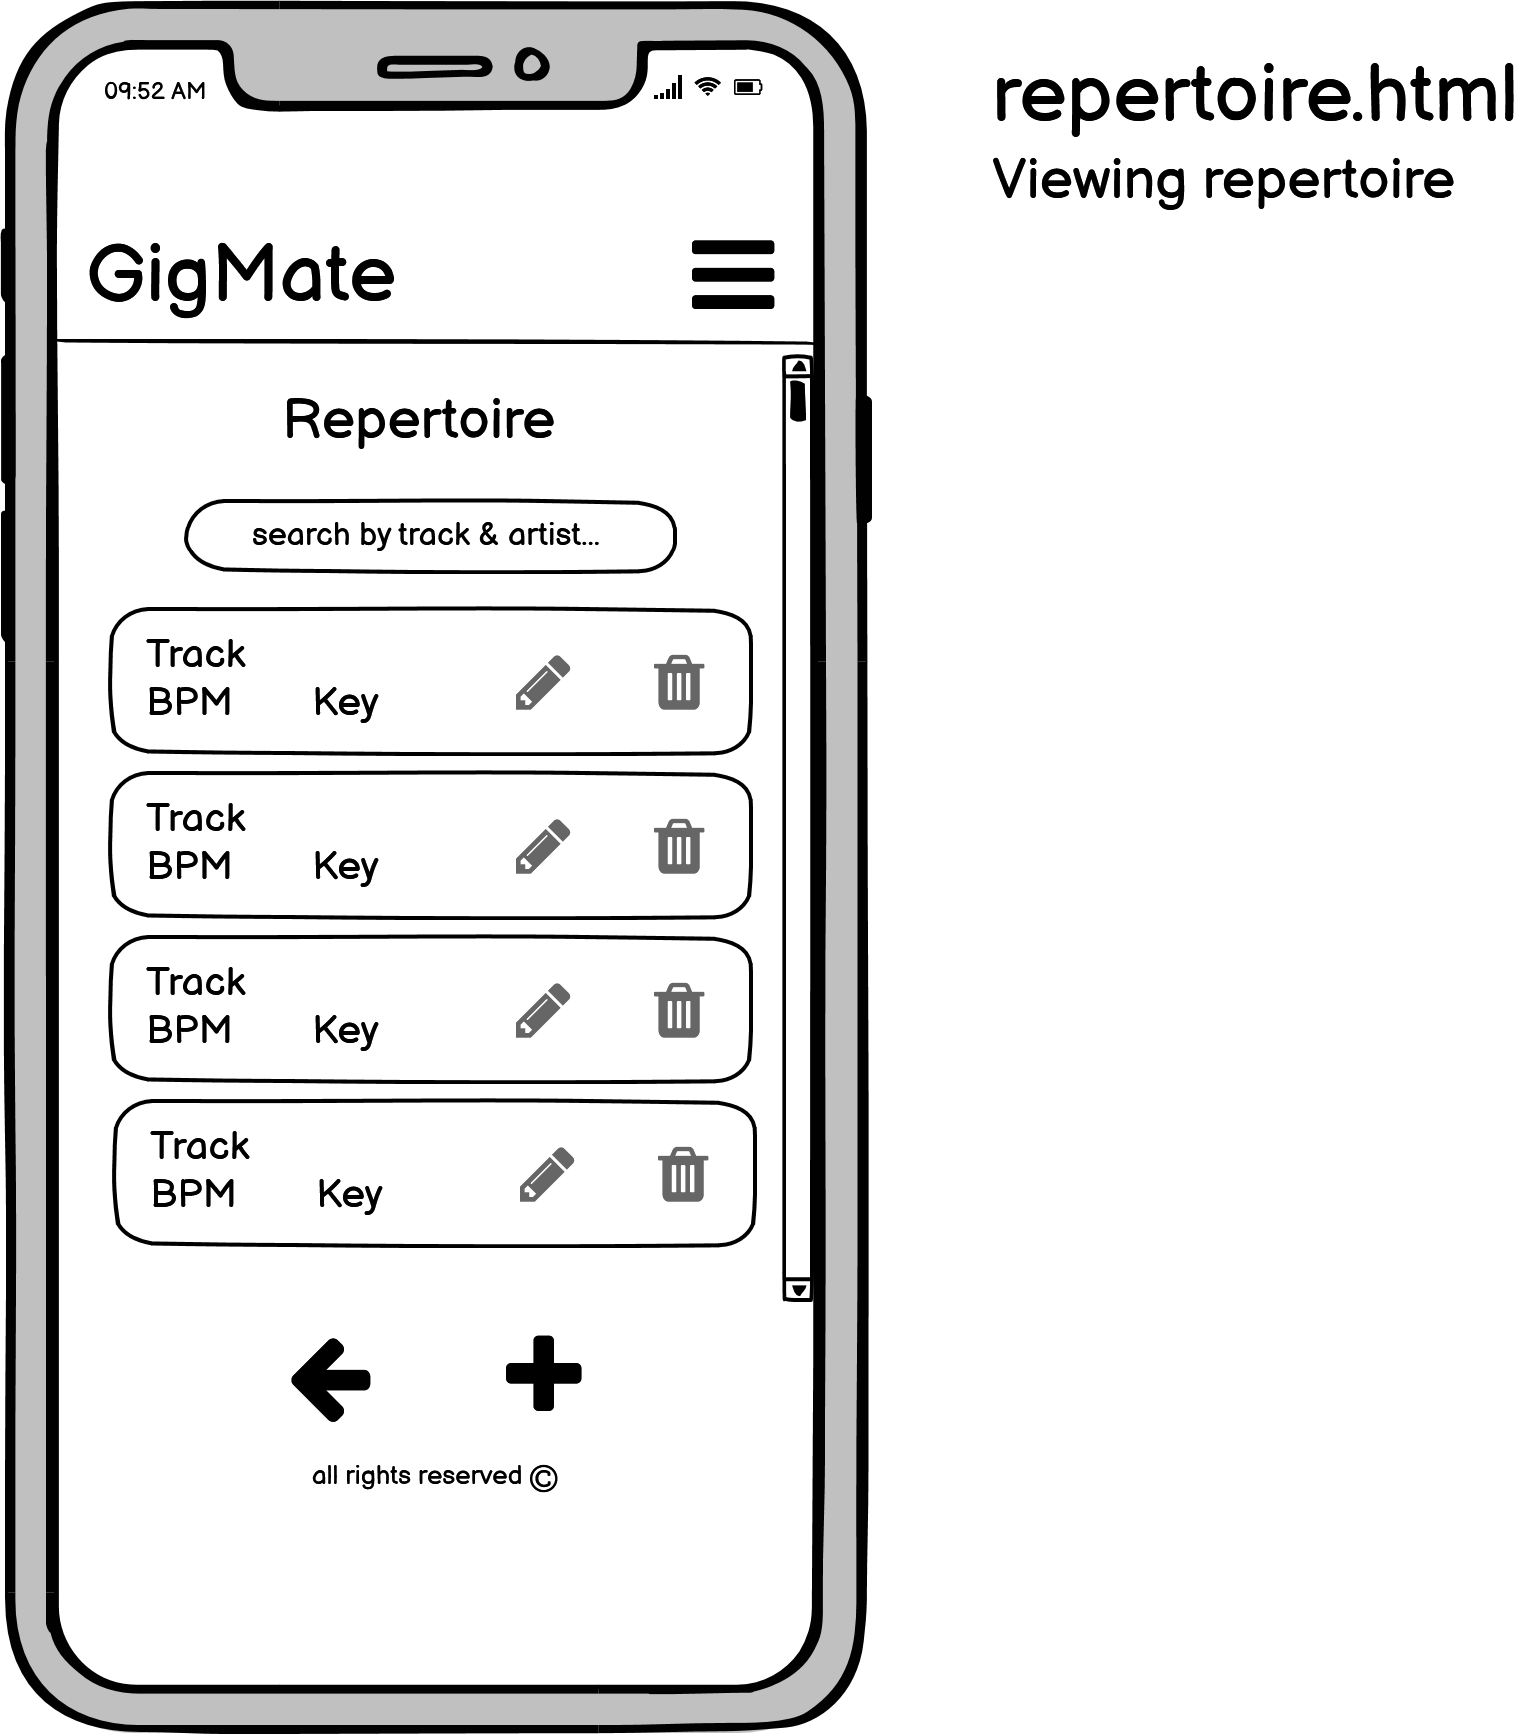 repertoire.html
Viewing repertoire
09:52 AM
GigMate
Repertoire
search by track & artist...
Track
BPM Key
Track
BPM Key
Track
BPM Key
Track
BPM Key
all rights reserved ©